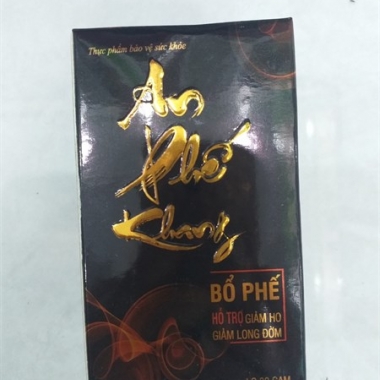 Thực phẩm bảo vệ sức khỏe
An
Phế
Khang
BỔ PHẾ
HỖ TRỢ GIẢM HO
GIẢM LONG ĐỜM